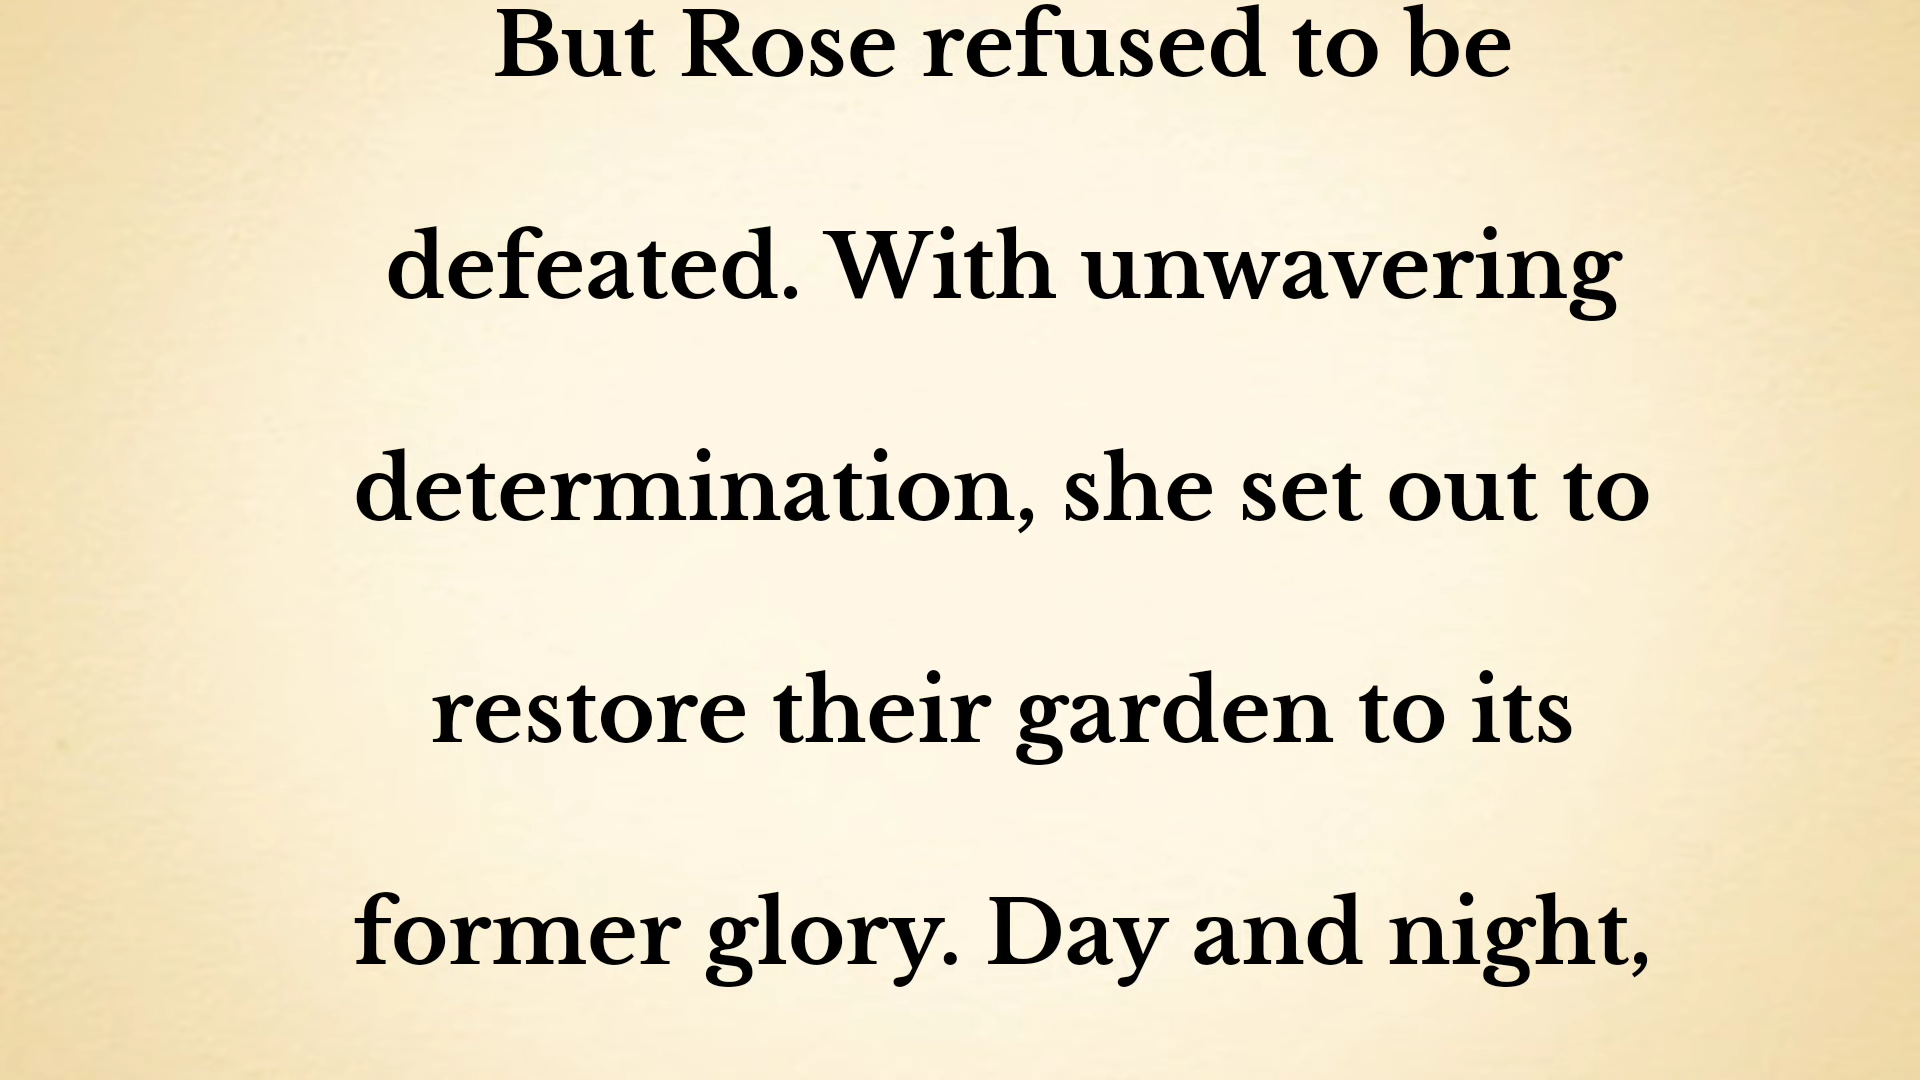 But Rose refused to be
defeated. With unwavering
determination, she set out to
restore their garden to its
former glory. Day and night,